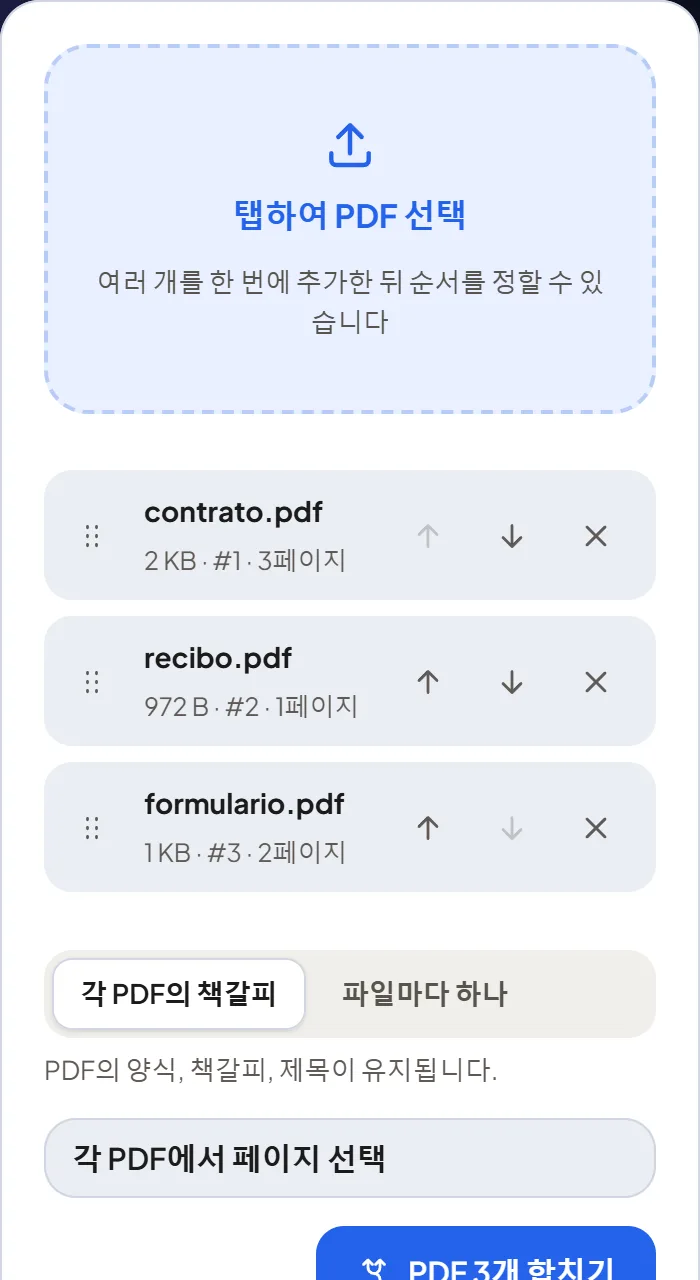 탭하여 PDF 선택
여러 개를 한 번에 추가한 뒤 순서를 정할 수 있
습니다
contrato.pdf
2 KB · #1 · 3페이지
recibo.pdf
972 B · #2 · 1페이지
formulario.pdf
1 KB · #3 · 2페이지
각 PDF의 책갈피 파일마다 하나
PDF의 양식, 책갈피, 제목이 유지됩니다.
각 PDF에서 페이지 선택
PDF 3개 합치기